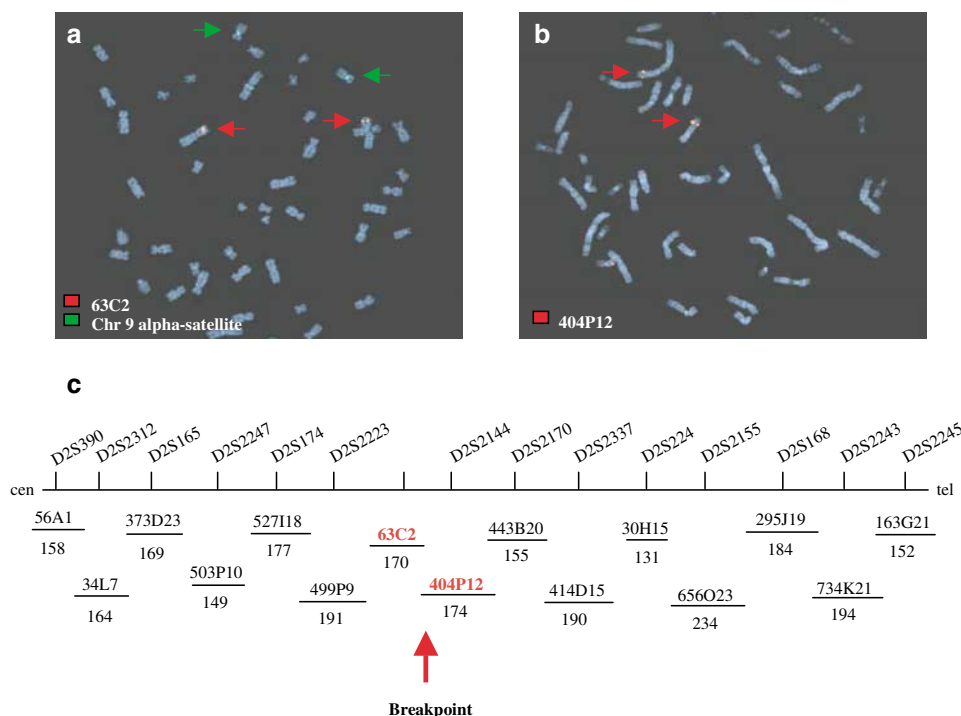 a
63C2
Chr 9 alpha-satellite
b
404P12
c
D2S390 D2S2312 D2S165 D2S2247 D2S174 D2S2223 D2S2144 D2S2170 D2S2337 D2S224 D2S2155 D2S168 D2S2243 D2S2245
cen tel
56A1 373D23 527I18 63C2 443B20 30H15 295J19 163G21
158 169 177 170 155 131 184 152
34L7 503P10 499P9 404P12 414D15 656O23 734K21
164 149 191 174 190 234 194
Breakpoint